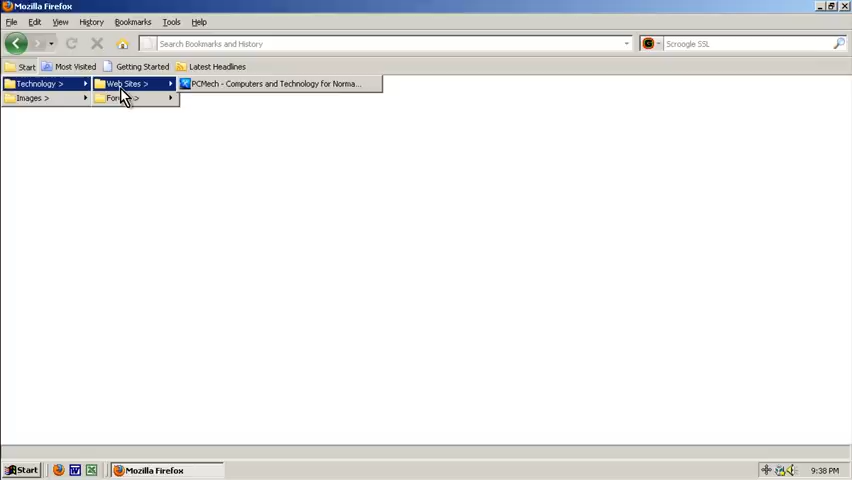 Mozilla Firefox
File Edit View History Bookmarks Tools Help
Search Bookmarks and History Scroogle SSL
Start Most Visited Getting Started Latest Headlines
Technology > Web Sites > PCMech - Computers and Technology for Norma...
Images > >
Start Mozilla Firefox 9:38 PM